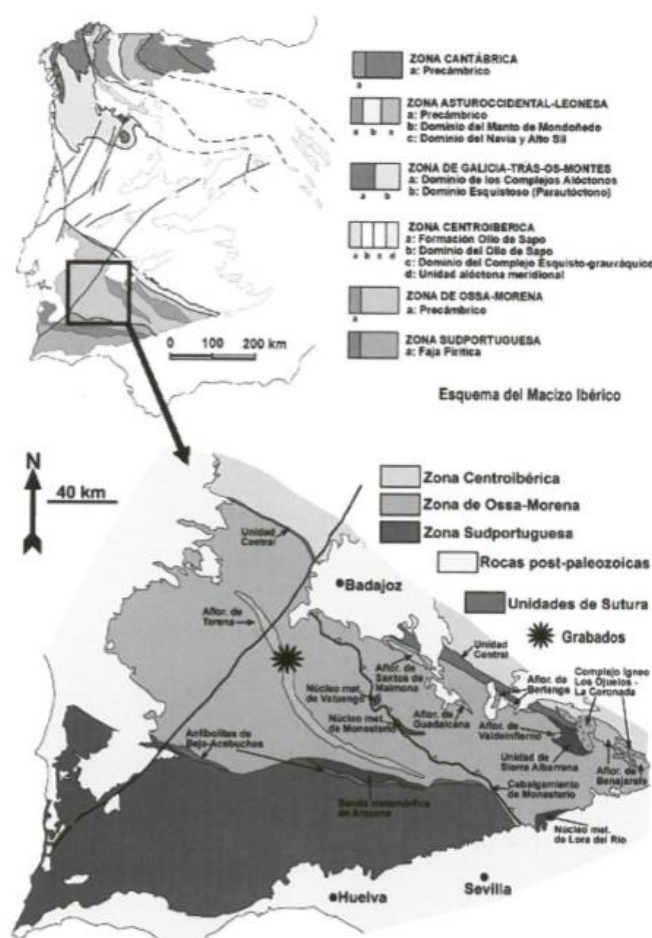 ZONA CANTÁBRICA
a: Precámbrico
a
ZONA ASTUROCCIDENTAL-LEONESA
a: Precámbrico
b: Dominio del Manto de Mondoñedo
c: Dominio del Navia y Alto Sil
a b c
ZONA DE GALICIA-TRÁS-OS-MONTES
a: Dominio de los Complejos Alóctonos
b: Dominio Esquistoso (Parautóctono)
a b
ZONA CENTROIBERICA
a: Formación Ollo de Sapo
b: Dominio del Ollo de Sapo
c: Dominio del Complejo Esquisto-grauváquico
d: Unidad alóctona meridional
a b c d
ZONA DE OSSA-MORENA
a: Precámbrico
a
ZONA SUDPORTUGUESA
a: Faja Pirítica
a
0 100 200 km
Esquema del Macizo Ibérico
N
40 km
Zona Centroibérica
Zona de Ossa-Morena
Zona Sudportuguesa
Rocas post-paleozoicas
Unidades de Sutura
Grabados
Unidad
Central
Badajoz
Aflor. de
Terena
Unidad
Central
Aflor. de
Santos de
Maimona
Aflor. de
Berlanga
Complejo Igneo
Los Ojuelos -
La Coronada
Núcleo met.
de Valuengo
Núcleo met.
de Monasterio
Aflor. de
Guadalcana
Aflor. de
Valdeinfierno
Anfibolitas de
Beja-Acebuches
Unidad de
Sierra Albarrana
Aflor. de
Benajarafe
Banda metamórfica
de Aracena
Cabalgamiento
de Monasterio
Núcleo met.
de Lora del Río
Huelva
Sevilla